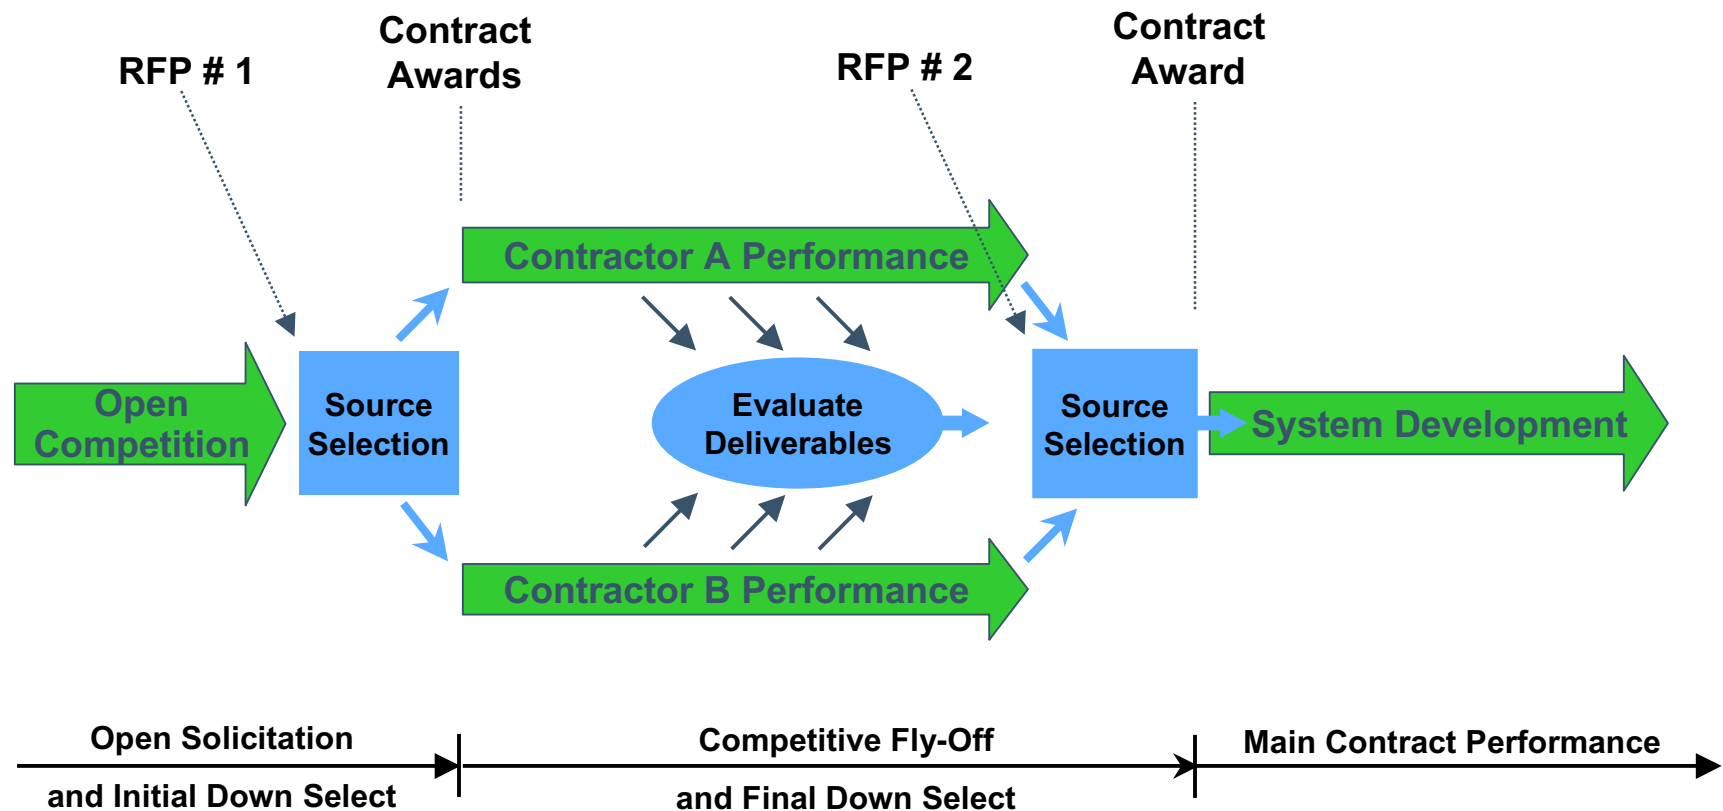 RFP # 1
Contract
Awards
RFP # 2
Contract
Award
Contractor A Performance
Open
Competition
Source
Selection
Evaluate
Deliverables
Source
Selection
System Development
Contractor B Performance
Open Solicitation
and Initial Down Select
Competitive Fly-Off
and Final Down Select
Main Contract Performance